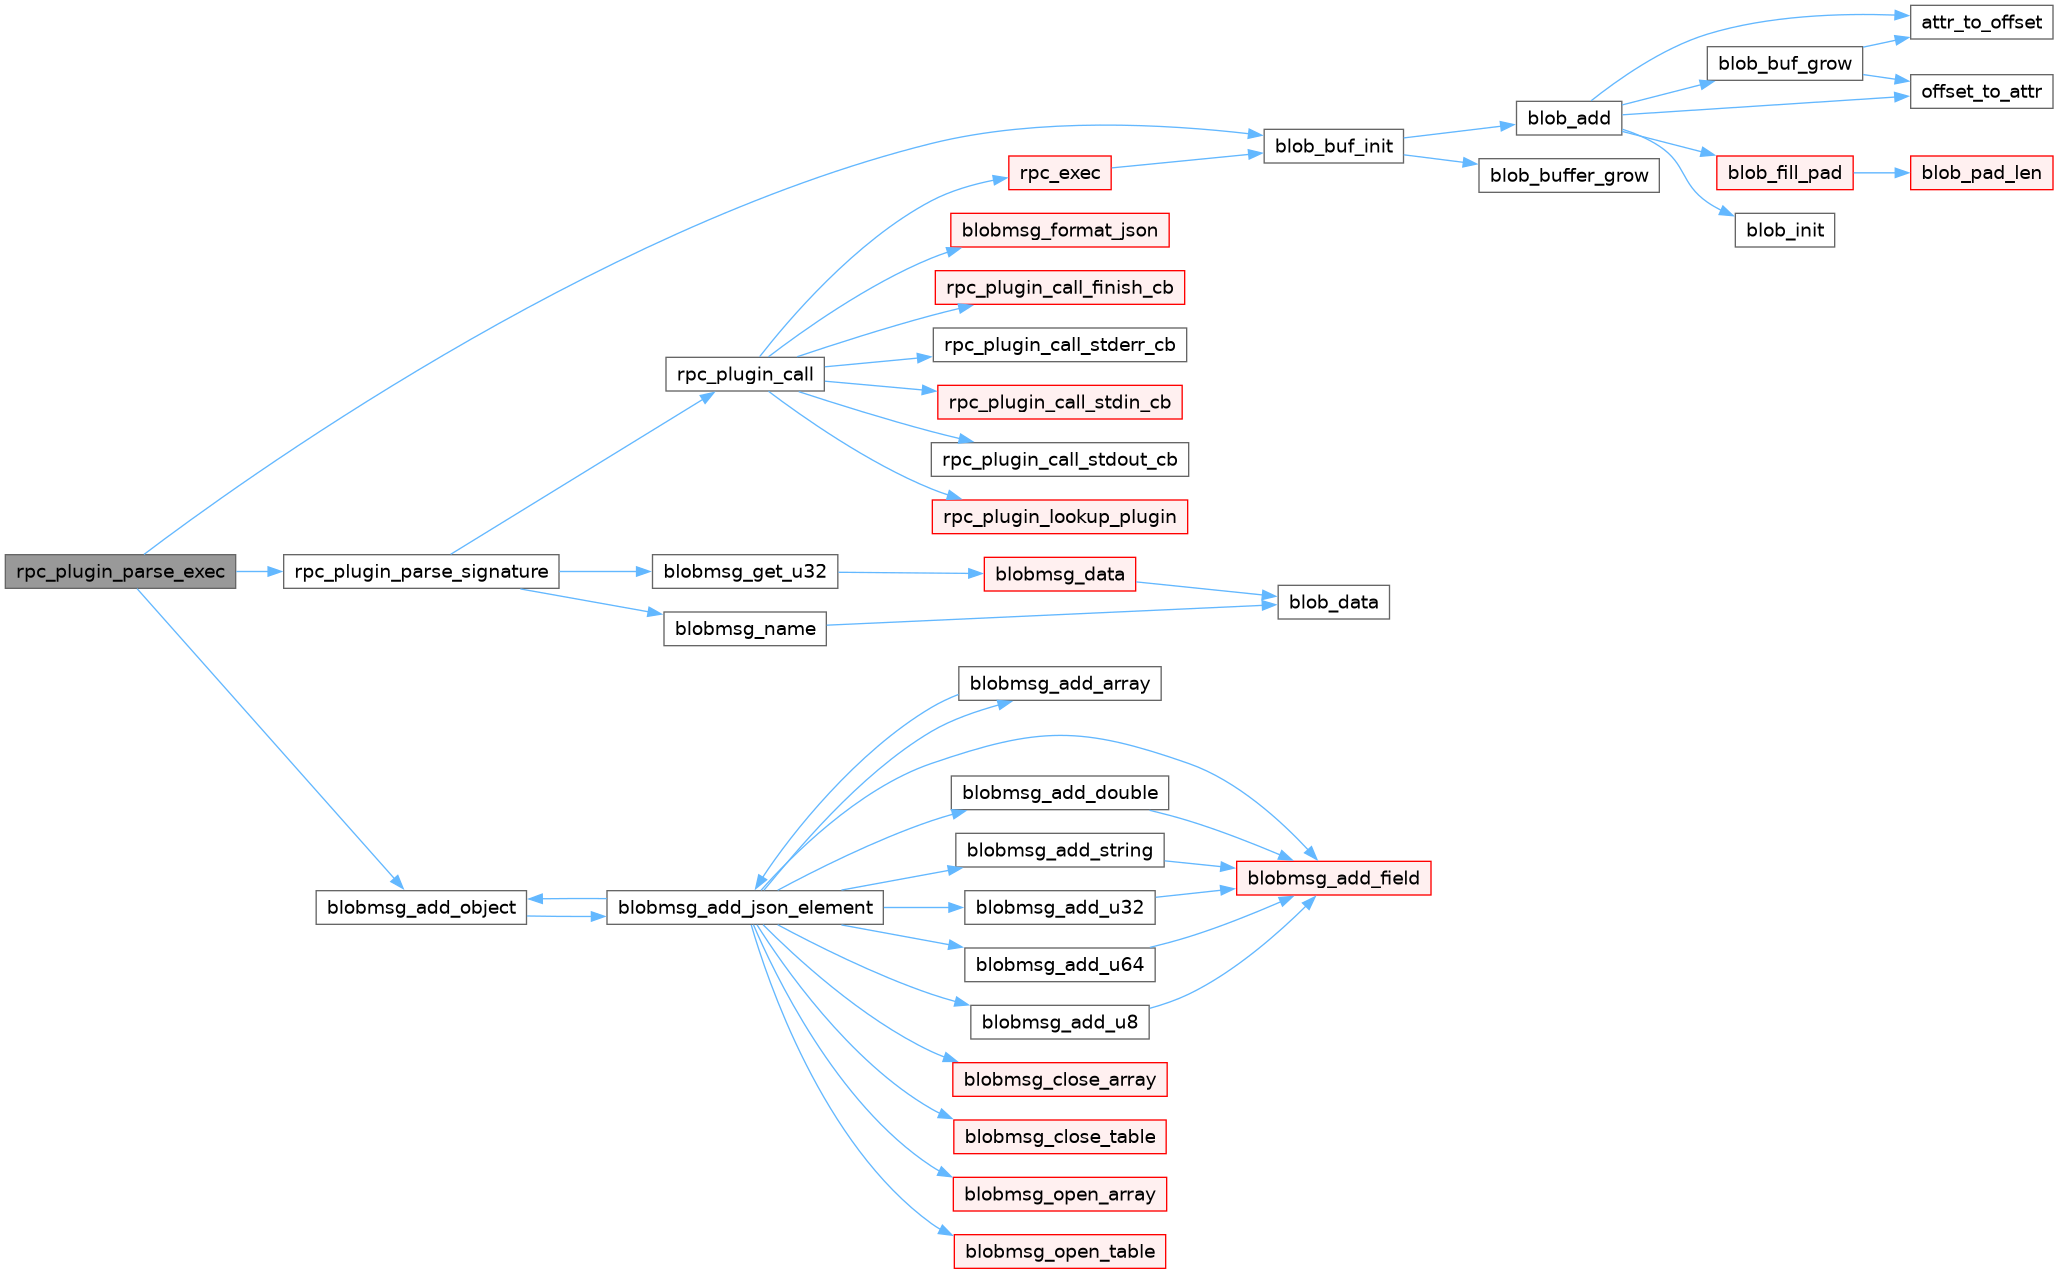 attr_to_offset
blob_buf_grow
offset_to_attr
blob_add
blob_buf_init
rpc_exec
blob_buffer_grow
blob_fill_pad
blob_pad_len
blobmsg_format_json
blob_init
rpc_plugin_call_finish_cb
rpc_plugin_call_stderr_cb
rpc_plugin_call
rpc_plugin_call_stdin_cb
rpc_plugin_call_stdout_cb
rpc_plugin_lookup_plugin
rpc_plugin_parse_exec
rpc_plugin_parse_signature
blobmsg_get_u32
blobmsg_data
blob_data
blobmsg_name
blobmsg_add_array
blobmsg_add_double
blobmsg_add_string
blobmsg_add_field
blobmsg_add_object
blobmsg_add_json_element
blobmsg_add_u32
blobmsg_add_u64
blobmsg_add_u8
blobmsg_close_array
blobmsg_close_table
blobmsg_open_array
blobmsg_open_table